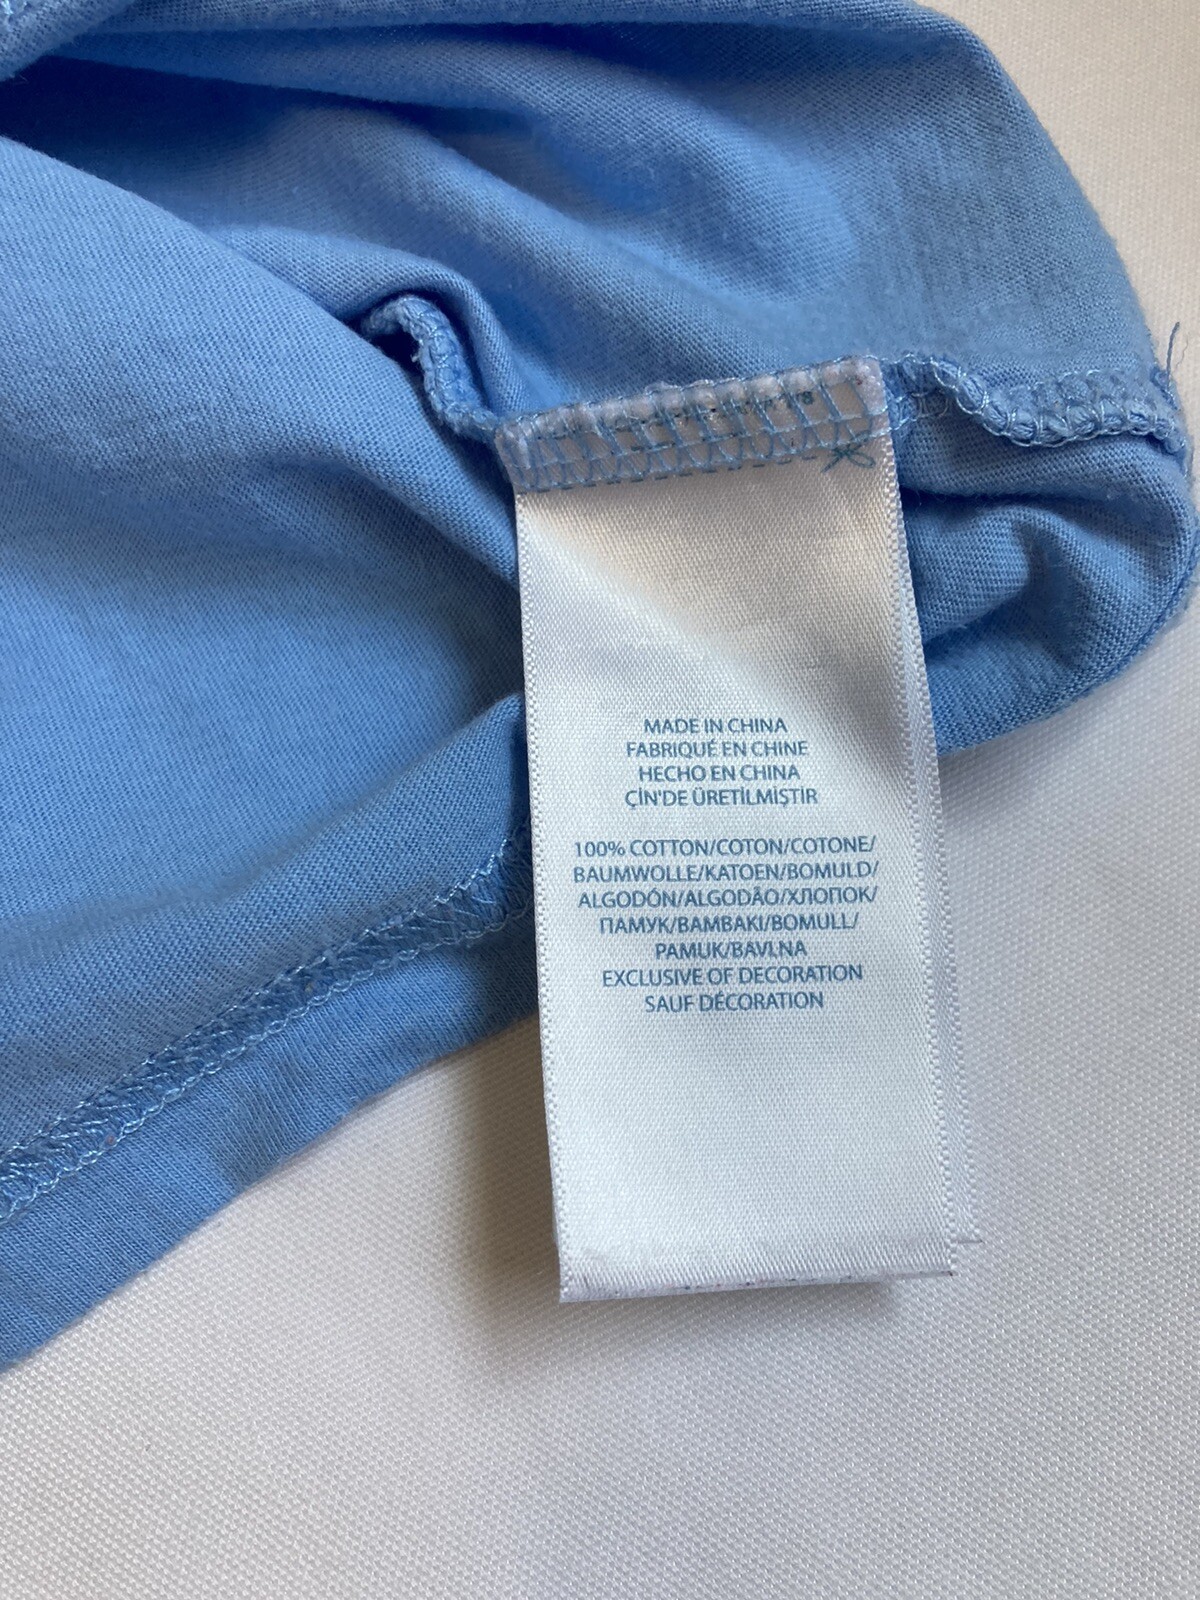 MADE IN CHINA
FABRIQUÉ EN CHINE
HECHO EN CHINA
ÇİN'DE ÜRETİLMİŞTİR
100% COTTON/COTON/COTONE/
BAUMWOLLE/KATOEN/BOMULD/
ALGODÓN/ALGODÃO/ХЛОПОК/
ПАМУК/ΒΑΜΒΑΚΙ/BOMULL/
PAMUK/BAVLNA
EXCLUSIVE OF DECORATION
SAUF DÉCORATION